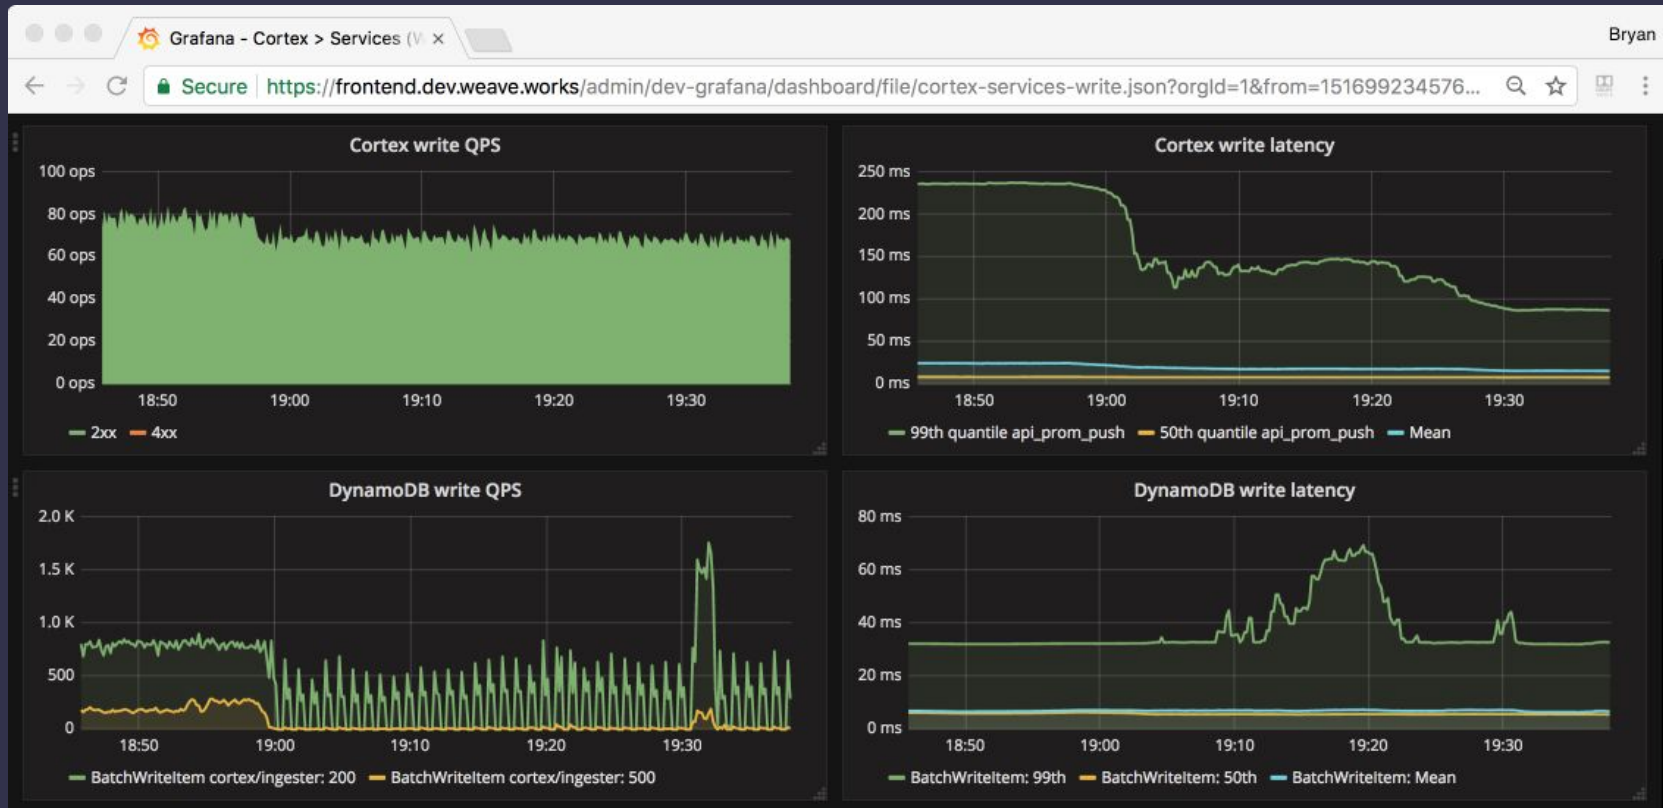 Grafana - Cortex > Services (W
Bryan
Secure https://frontend.dev.weave.works/admin/dev-grafana/dashboard/file/cortex-services-write.json?orgId=1&from=151699234576...
Cortex write QPS
100 ops
80 ops
60 ops
40 ops
20 ops
0 ops
18:50 19:00 19:10 19:20 19:30
2xx 4xx
Cortex write latency
250 ms
200 ms
150 ms
100 ms
50 ms
0 ms
18:50 19:00 19:10 19:20 19:30
99th quantile api_prom_push 50th quantile api_prom_push Mean
DynamoDB write QPS
2.0 K
1.5 K
1.0 K
500
0
18:50 19:00 19:10 19:20 19:30
BatchWriteItem cortex/ingester: 200 BatchWriteItem cortex/ingester: 500
DynamoDB write latency
80 ms
60 ms
40 ms
20 ms
0 ms
18:50 19:00 19:10 19:20 19:30
BatchWriteItem: 99th BatchWriteItem: 50th BatchWriteItem: Mean